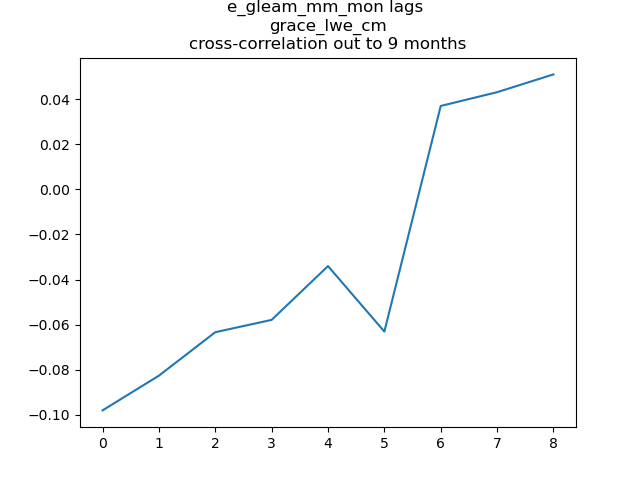 e_gleam_mm_mon lags
grace_lwe_cm
cross-correlation out to 9 months
0.04
0.02
0.00
−0.02
−0.04
−0.06
−0.08
−0.10
0 1 2 3 4 5 6 7 8